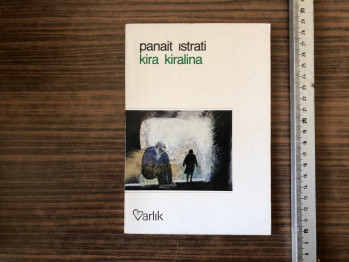 panait ıstrati
kira kiralina
Varlık